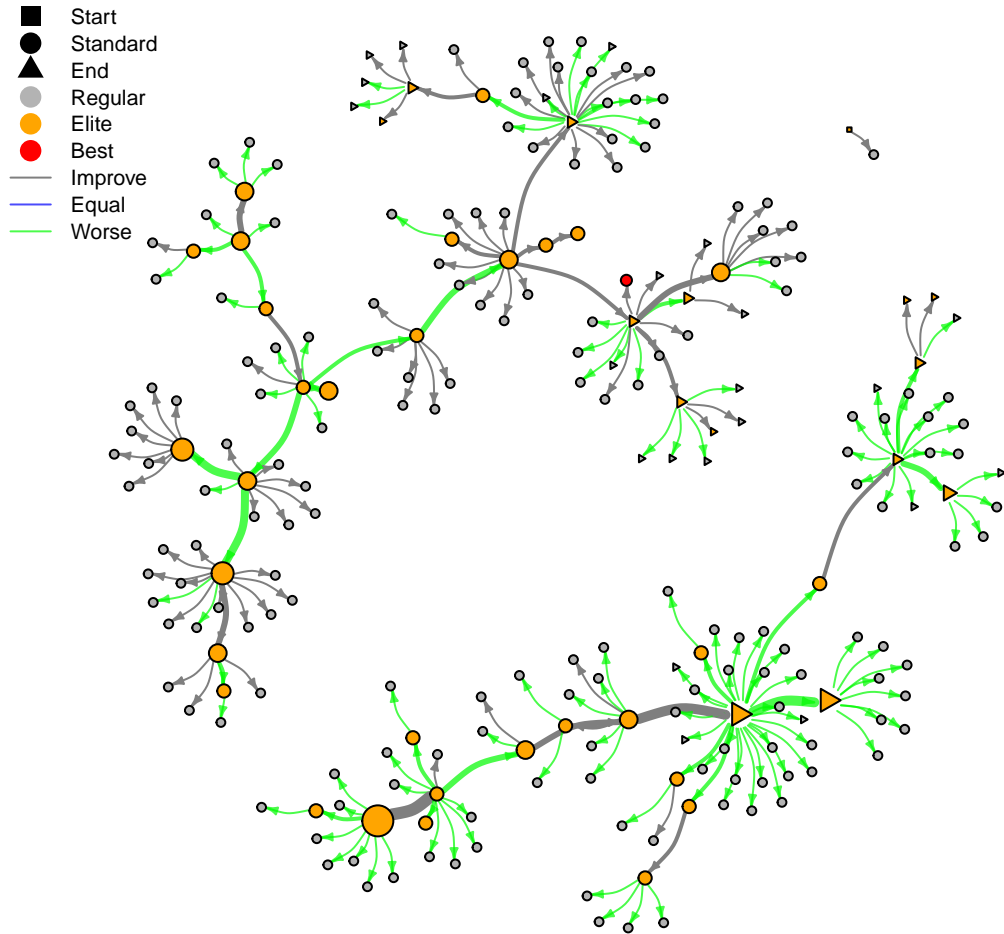 Start
Standard
End
Regular
Elite
Best
Improve
Equal
Worse